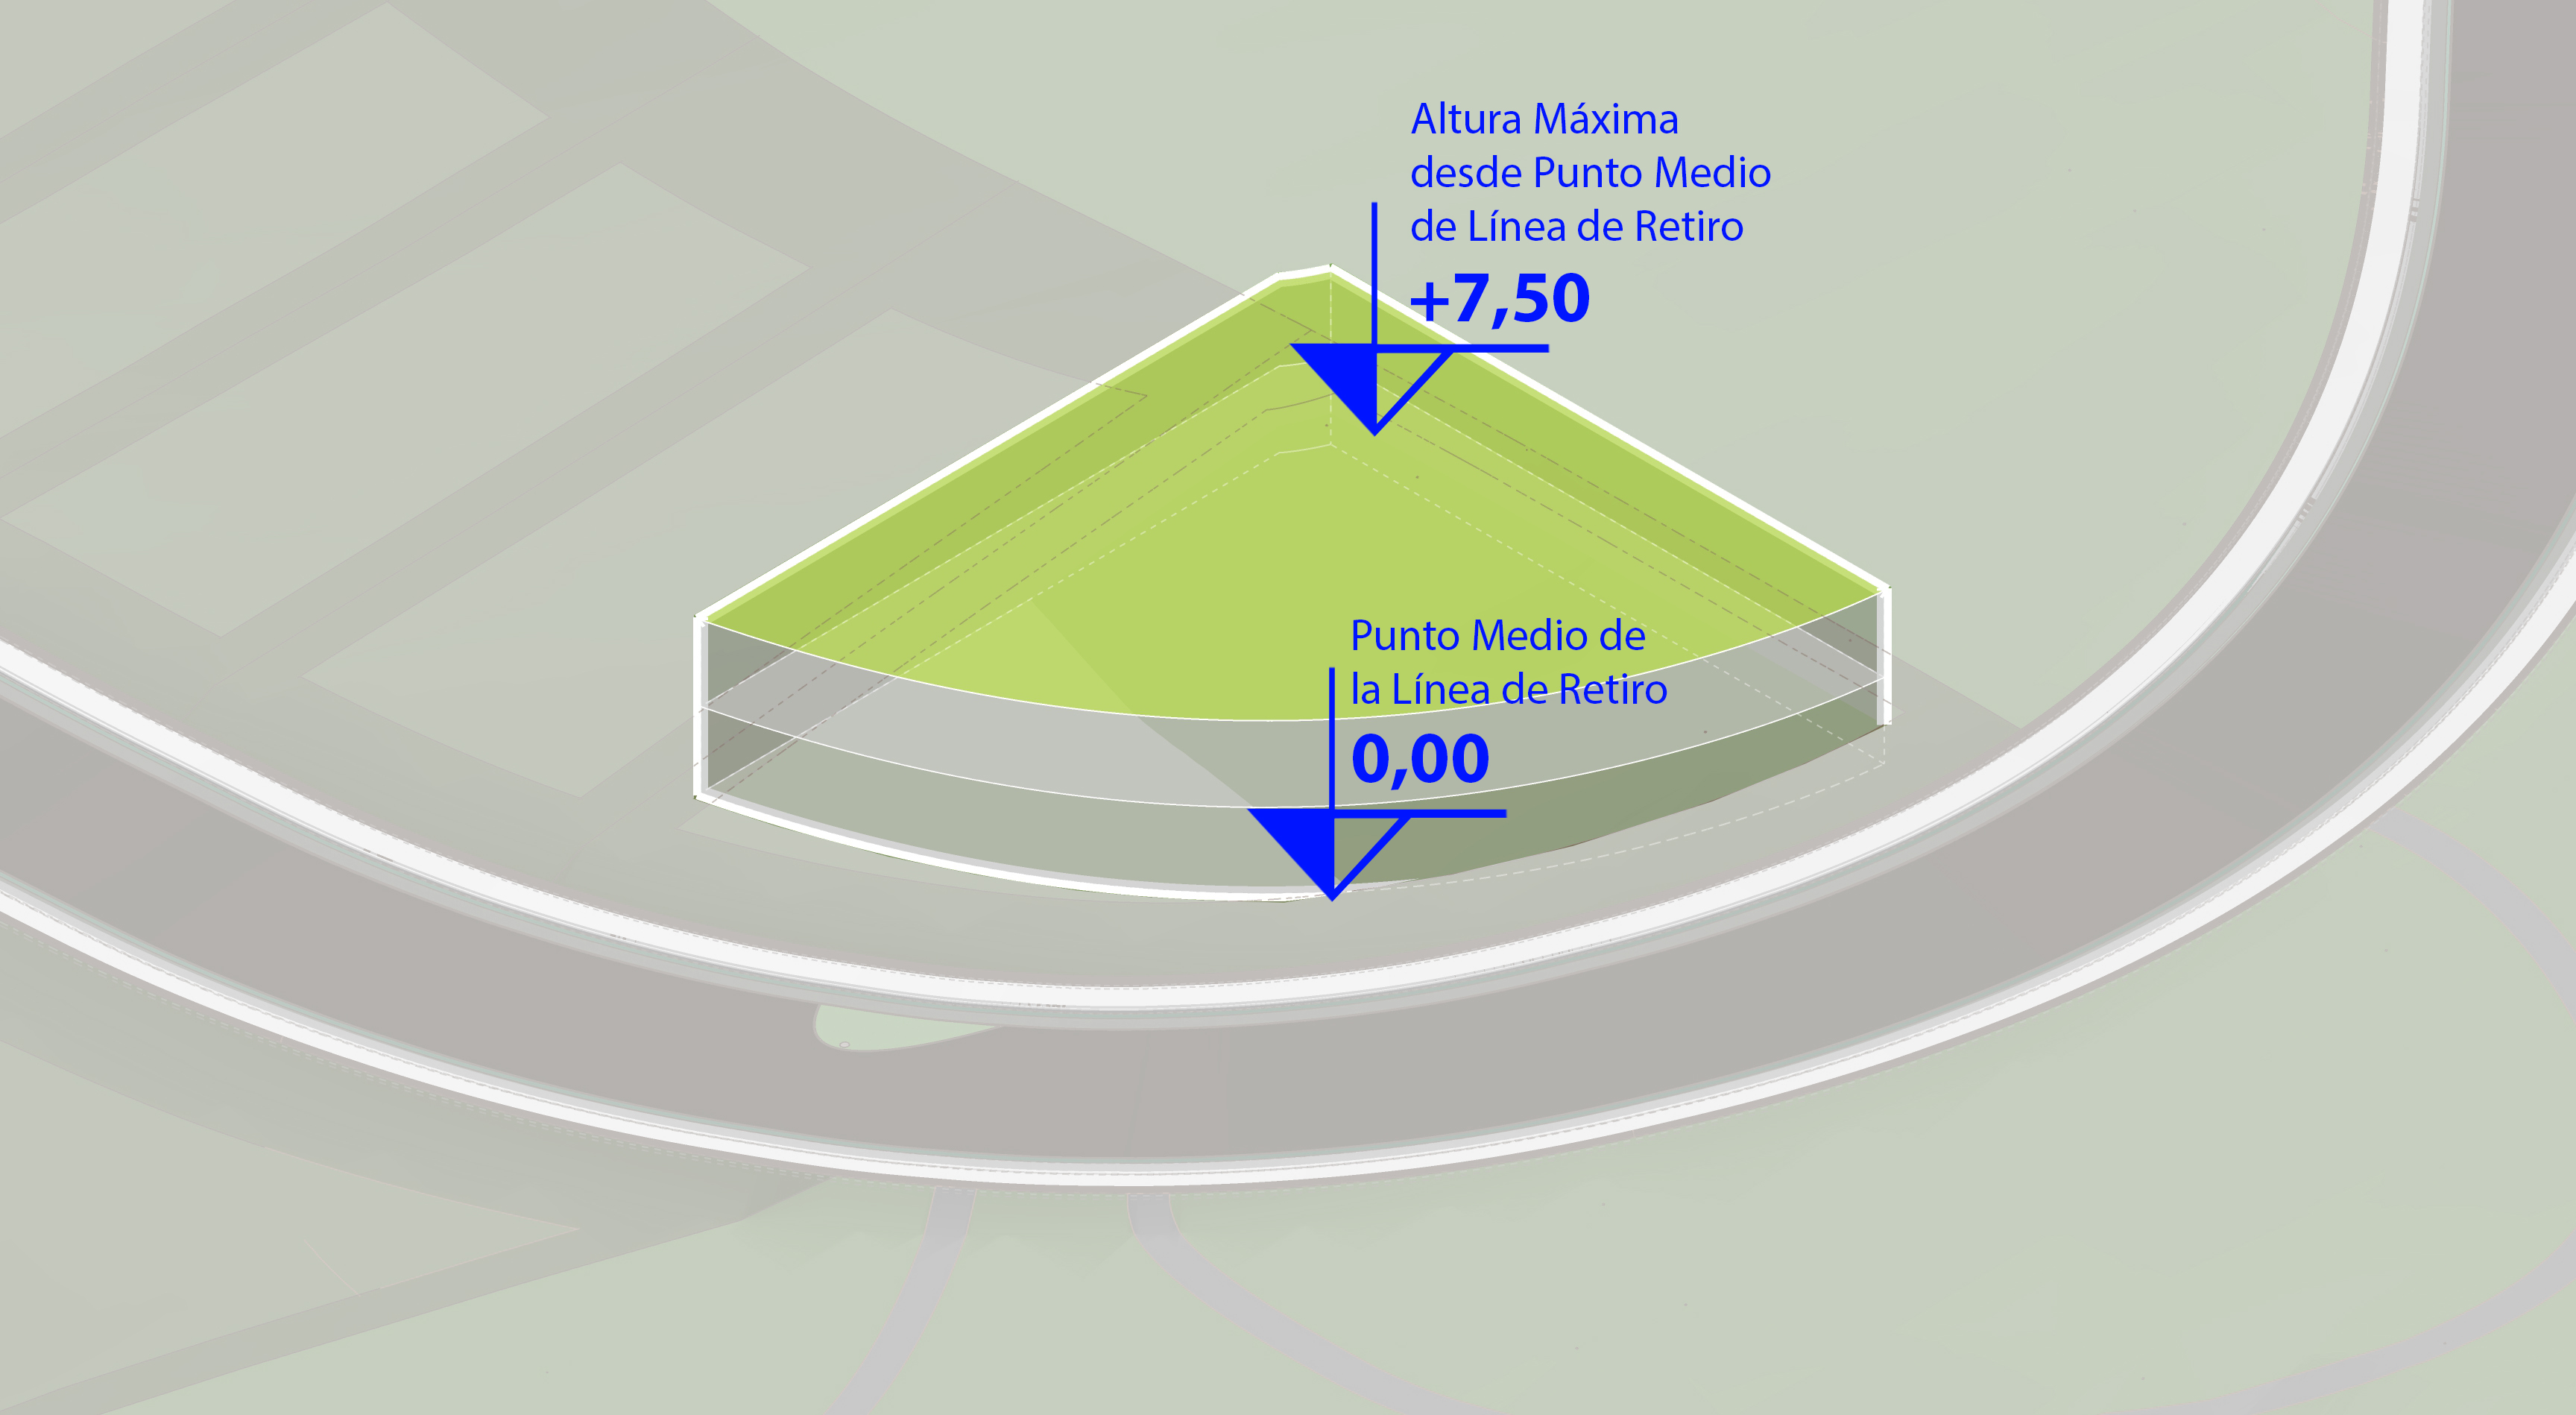 Altura Máxima
desde Punto Medio
de Línea de Retiro
+7,50
Punto Medio de
la Línea de Retiro
0,00